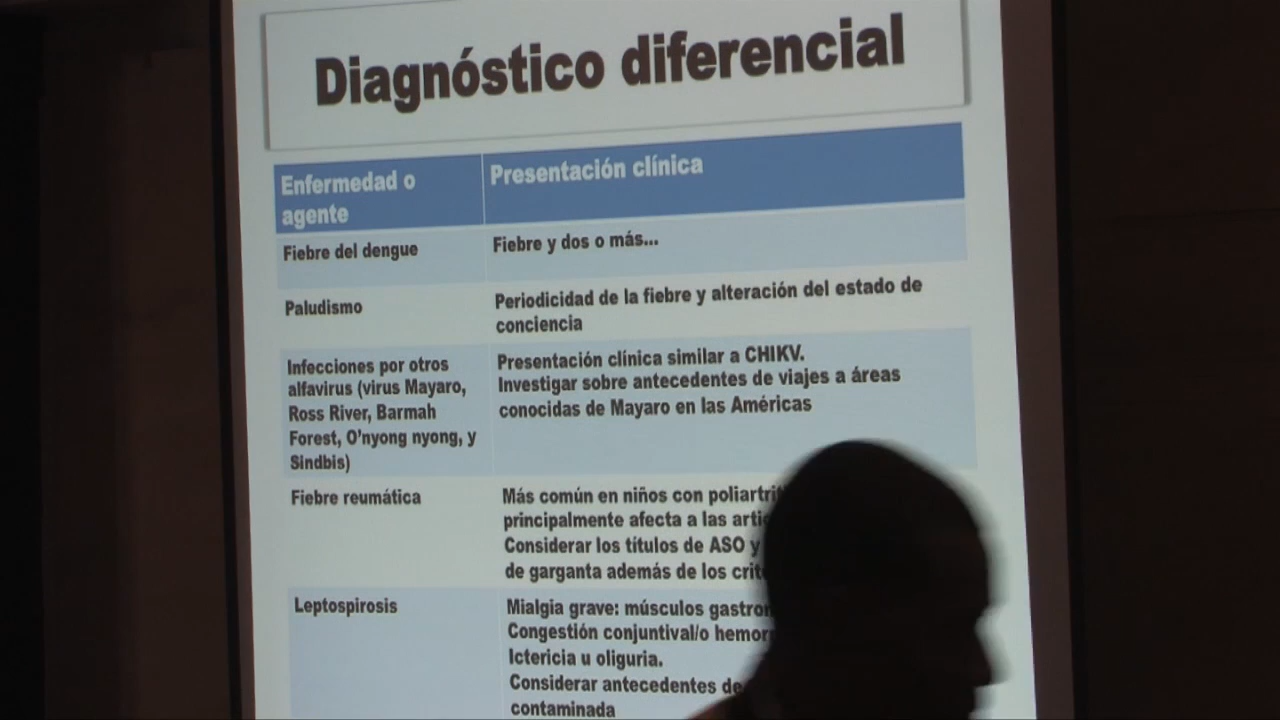 Diagnóstico diferencial
Enfermedad o
agente
Presentación clínica
Fiebre del dengue
Fiebre y dos o más...
Paludismo
Periodicidad de la fiebre y alteración del estado de
conciencia
Infecciones por otros
alfavirus (virus Mayaro,
Ross River, Barmah
Forest, O'nyong nyong, y
Sindbis)
Presentación clínica similar a CHIKV.
Investigar sobre antecedentes de viajes a áreas
conocidas de Mayaro en las Américas
Fiebre reumática
Más común en niños con
principalmente afecta a las
Considerar los títulos de ASO y
de garganta además de los
Leptospirosis
Mialgia grave: músculos
Congestión conjuntival/o
Ictericia u oliguria.
Considerar antecedentes de
contaminada